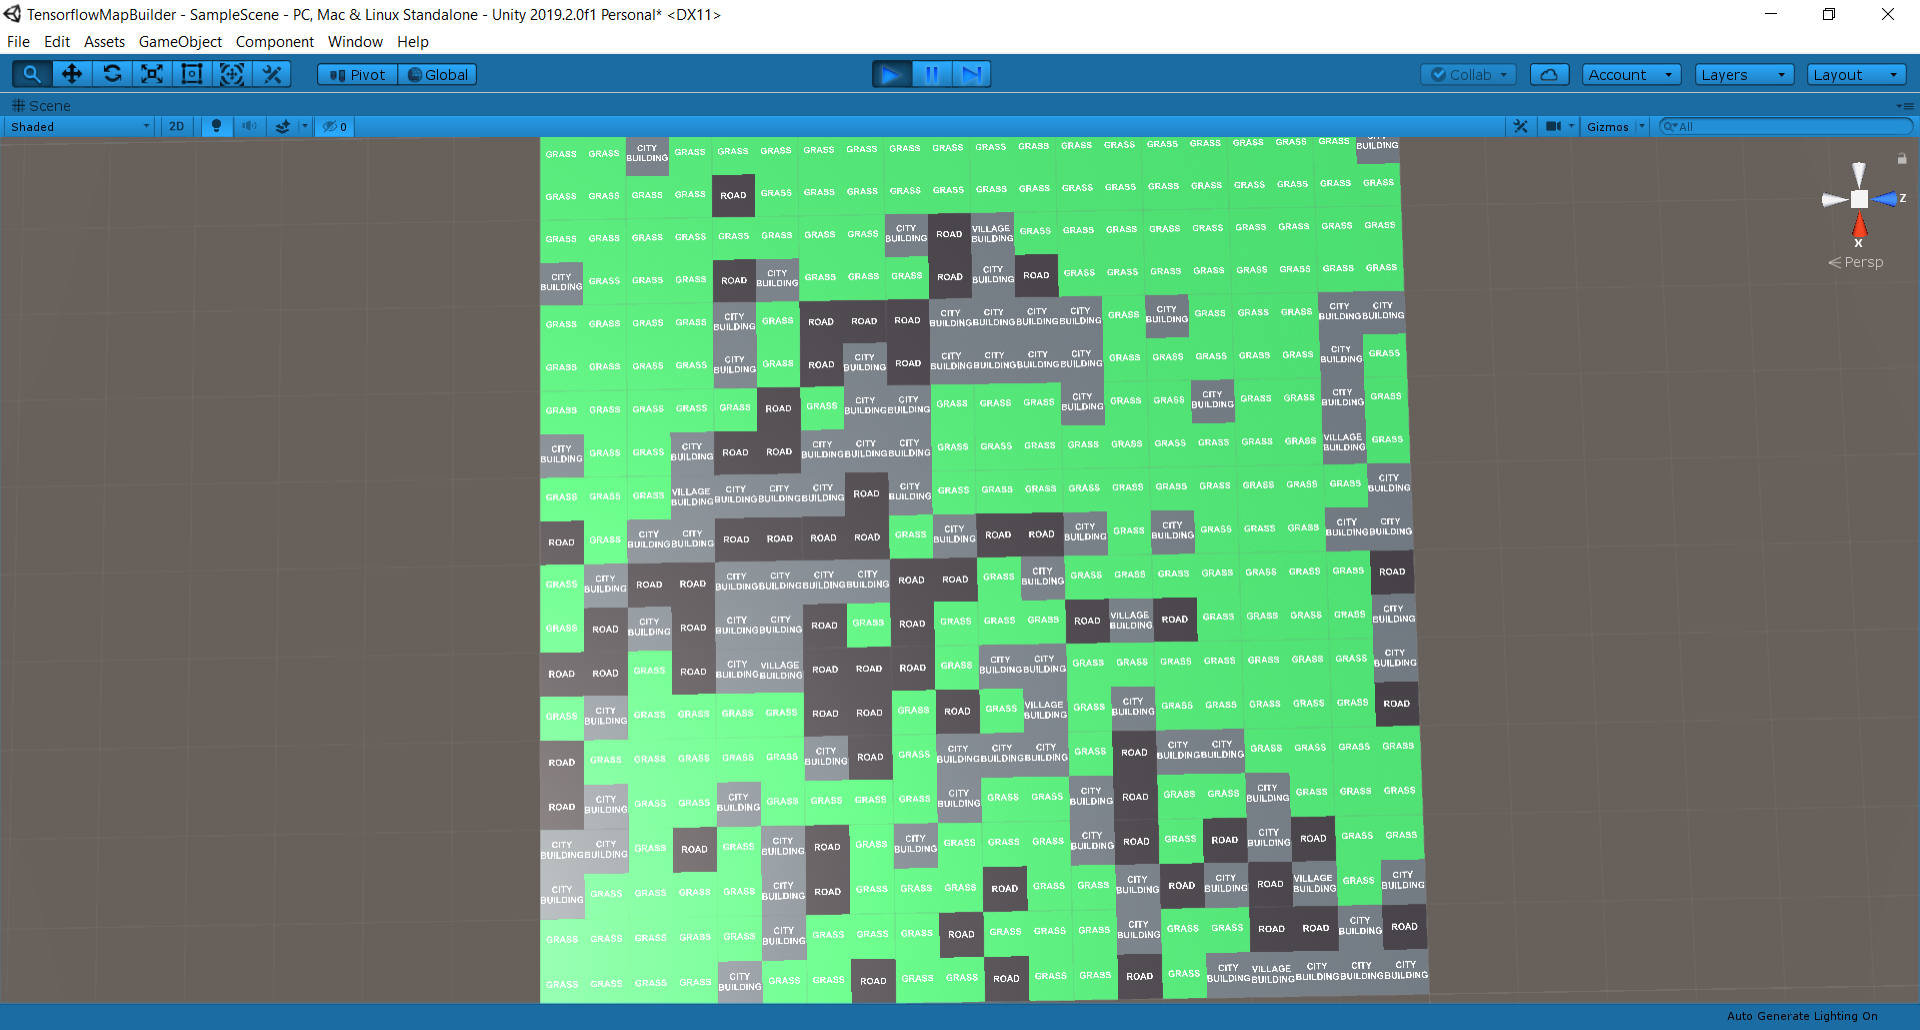 TensorflowMapBuilder - SampleScene - PC, Mac & Linux Standalone - Unity 2019.2.0f1 Personal* <DX11>
File Edit Assets GameObject Component Window Help
Pivot Global Collab Account Layers Layout
Scene
Shaded 2D 0 Gizmos All
GRASS GRASS CITY BUILDING GRASS GRASS GRASS GRASS GRASS GRASS GRASS GRASS GRASS GRASS GRASS GRASS GRASS GRASS GRASS GRASS CITY BUILDING
GRASS GRASS GRASS GRASS ROAD GRASS GRASS GRASS GRASS GRASS GRASS GRASS GRASS GRASS GRASS GRASS GRASS GRASS GRASS GRASS
GRASS GRASS GRASS GRASS GRASS GRASS GRASS GRASS CITY BUILDING ROAD VILLAGE BUILDING GRASS GRASS GRASS GRASS GRASS GRASS GRASS GRASS GRASS
CITY BUILDING GRASS GRASS GRASS ROAD CITY BUILDING GRASS GRASS GRASS ROAD CITY BUILDING ROAD GRASS GRASS GRASS GRASS GRASS GRASS GRASS GRASS
GRASS GRASS GRASS GRASS CITY BUILDING GRASS ROAD ROAD ROAD CITY BUILDING CITY BUILDING CITY BUILDING CITY BUILDING GRASS CITY BUILDING GRASS GRASS GRASS CITY BUILDING CITY BUILDING
GRASS GRASS GRASS GRASS CITY BUILDING GRASS ROAD CITY BUILDING ROAD CITY BUILDING CITY BUILDING CITY BUILDING CITY BUILDING GRASS GRASS GRASS GRASS GRASS CITY BUILDING GRASS
GRASS GRASS GRASS GRASS GRASS ROAD GRASS CITY BUILDING CITY BUILDING GRASS GRASS GRASS CITY BUILDING GRASS GRASS CITY BUILDING GRASS GRASS CITY BUILDING GRASS
CITY BUILDING GRASS GRASS CITY BUILDING ROAD ROAD CITY BUILDING CITY BUILDING CITY BUILDING GRASS GRASS GRASS GRASS GRASS GRASS GRASS GRASS GRASS VILLAGE BUILDING GRASS
GRASS GRASS GRASS VILLAGE BUILDING CITY BUILDING CITY BUILDING CITY BUILDING ROAD CITY BUILDING GRASS GRASS GRASS GRASS GRASS GRASS GRASS GRASS GRASS GRASS CITY BUILDING
ROAD GRASS CITY BUILDING CITY BUILDING ROAD ROAD ROAD ROAD GRASS CITY BUILDING ROAD ROAD CITY BUILDING GRASS CITY BUILDING GRASS GRASS GRASS CITY BUILDING CITY BUILDING
GRASS CITY BUILDING ROAD ROAD CITY BUILDING CITY BUILDING CITY BUILDING CITY BUILDING ROAD ROAD GRASS CITY BUILDING GRASS GRASS GRASS GRASS GRASS GRASS GRASS ROAD
GRASS ROAD CITY BUILDING ROAD CITY BUILDING CITY BUILDING ROAD GRASS ROAD GRASS GRASS GRASS ROAD VILLAGE BUILDING ROAD GRASS GRASS GRASS GRASS CITY BUILDING
ROAD ROAD GRASS ROAD CITY BUILDING VILLAGE BUILDING ROAD ROAD ROAD GRASS CITY BUILDING CITY BUILDING GRASS GRASS GRASS GRASS GRASS GRASS GRASS CITY BUILDING
GRASS CITY BUILDING GRASS GRASS GRASS GRASS ROAD ROAD GRASS ROAD GRASS VILLAGE BUILDING GRASS CITY BUILDING GRASS GRASS GRASS GRASS GRASS ROAD
ROAD GRASS GRASS GRASS GRASS GRASS CITY BUILDING ROAD GRASS CITY BUILDING CITY BUILDING CITY BUILDING GRASS ROAD CITY BUILDING CITY BUILDING GRASS GRASS GRASS GRASS
ROAD CITY BUILDING GRASS GRASS CITY BUILDING GRASS GRASS GRASS GRASS CITY BUILDING GRASS GRASS CITY BUILDING ROAD GRASS GRASS CITY BUILDING GRASS GRASS GRASS
CITY BUILDING CITY BUILDING GRASS ROAD GRASS CITY BUILDING ROAD GRASS CITY BUILDING GRASS GRASS GRASS CITY BUILDING ROAD GRASS ROAD CITY BUILDING ROAD GRASS GRASS
CITY BUILDING GRASS GRASS GRASS GRASS CITY BUILDING ROAD GRASS GRASS GRASS ROAD GRASS GRASS CITY BUILDING ROAD CITY BUILDING ROAD VILLAGE BUILDING GRASS CITY BUILDING
GRASS GRASS GRASS GRASS GRASS CITY BUILDING GRASS GRASS GRASS ROAD GRASS GRASS GRASS CITY BUILDING GRASS GRASS ROAD ROAD CITY BUILDING ROAD
GRASS GRASS GRASS GRASS CITY BUILDING GRASS GRASS ROAD GRASS GRASS ROAD GRASS GRASS ROAD GRASS CITY BUILDING VILLAGE BUILDING CITY BUILDING CITY BUILDING CITY BUILDING
z
x
Persp
Auto Generate Lighting On